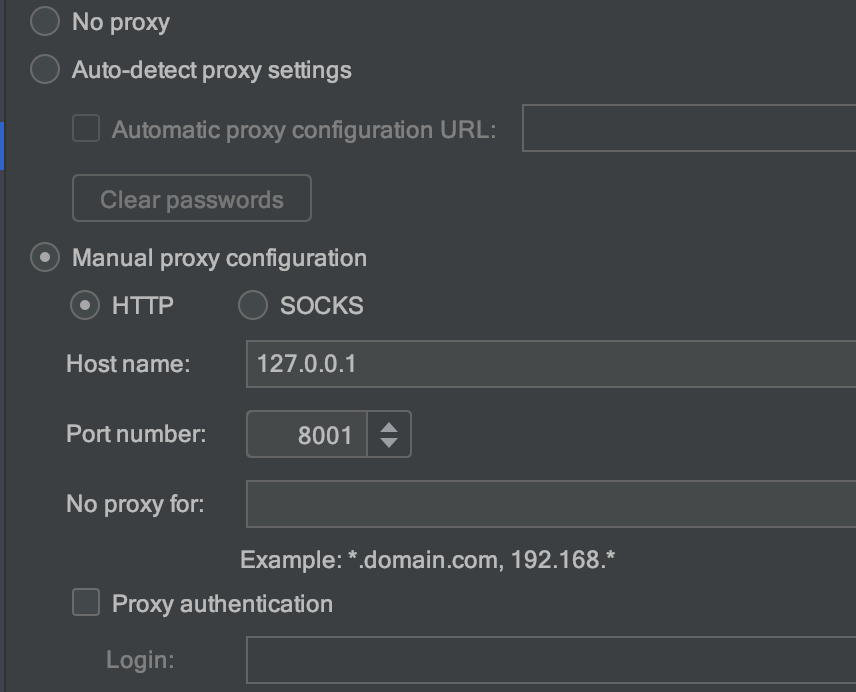 No proxy
Auto-detect proxy settings
Automatic proxy configuration URL:
Clear passwords
Manual proxy configuration
HTTP SOCKS
Host name: 127.0.0.1
Port number: 8001
No proxy for:
Example: *.domain.com, 192.168.*
Proxy authentication
Login: